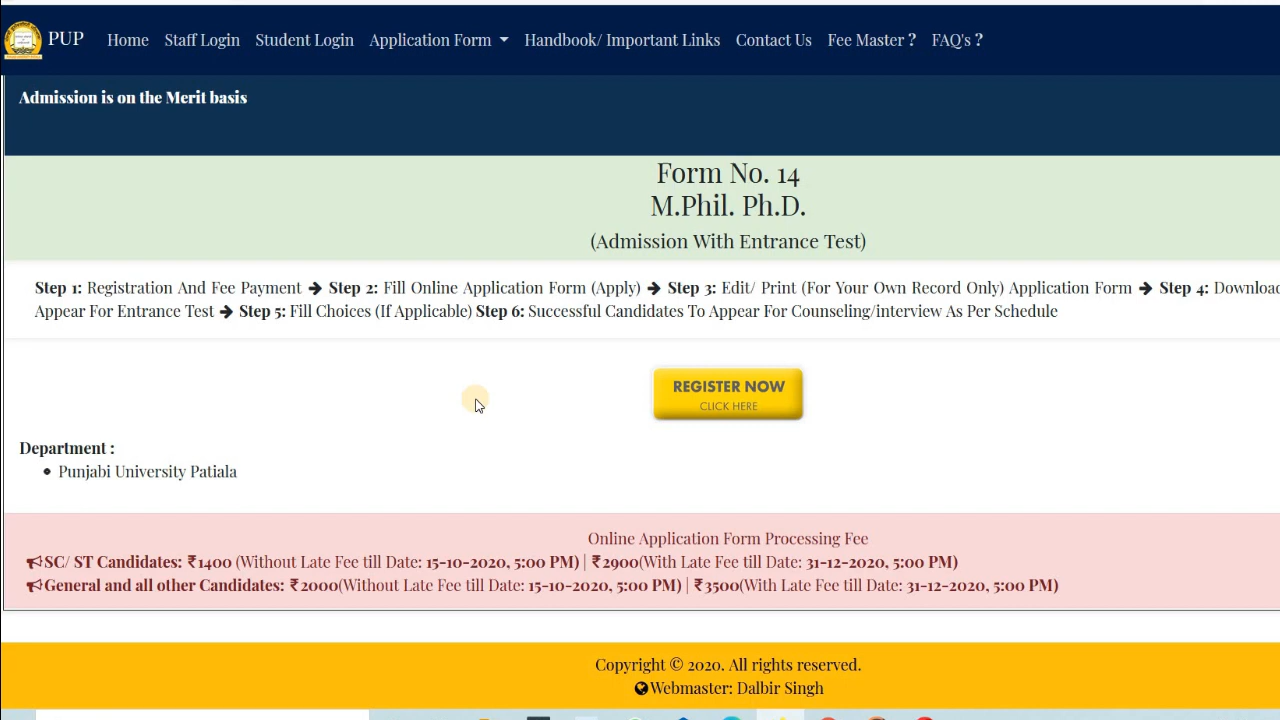 PUP Home Staff Login Student Login Application Form Handbook/ Important Links Contact Us Fee Master ? FAQ's ?
Admission is on the Merit basis
Form No. 14
M.Phil. Ph.D.
(Admission With Entrance Test)
Step 1: Registration And Fee Payment ➔ Step 2: Fill Online Application Form (Apply) ➔ Step 3: Edit/ Print (For Your Own Record Only) Application Form ➔ Step 4: Download
Appear For Entrance Test ➔ Step 5: Fill Choices (If Applicable) Step 6: Successful Candidates To Appear For Counseling/interview As Per Schedule
REGISTER NOW
CLICK HERE
Department :
• Punjabi University Patiala
Online Application Form Processing Fee
SC/ ST Candidates: ₹1400 (Without Late Fee till Date: 15-10-2020, 5:00 PM) | ₹2900(With Late Fee till Date: 31-12-2020, 5:00 PM)
General and all other Candidates: ₹2000(Without Late Fee till Date: 15-10-2020, 5:00 PM) | ₹3500(With Late Fee till Date: 31-12-2020, 5:00 PM)
Copyright © 2020. All rights reserved.
Webmaster: Dalbir Singh